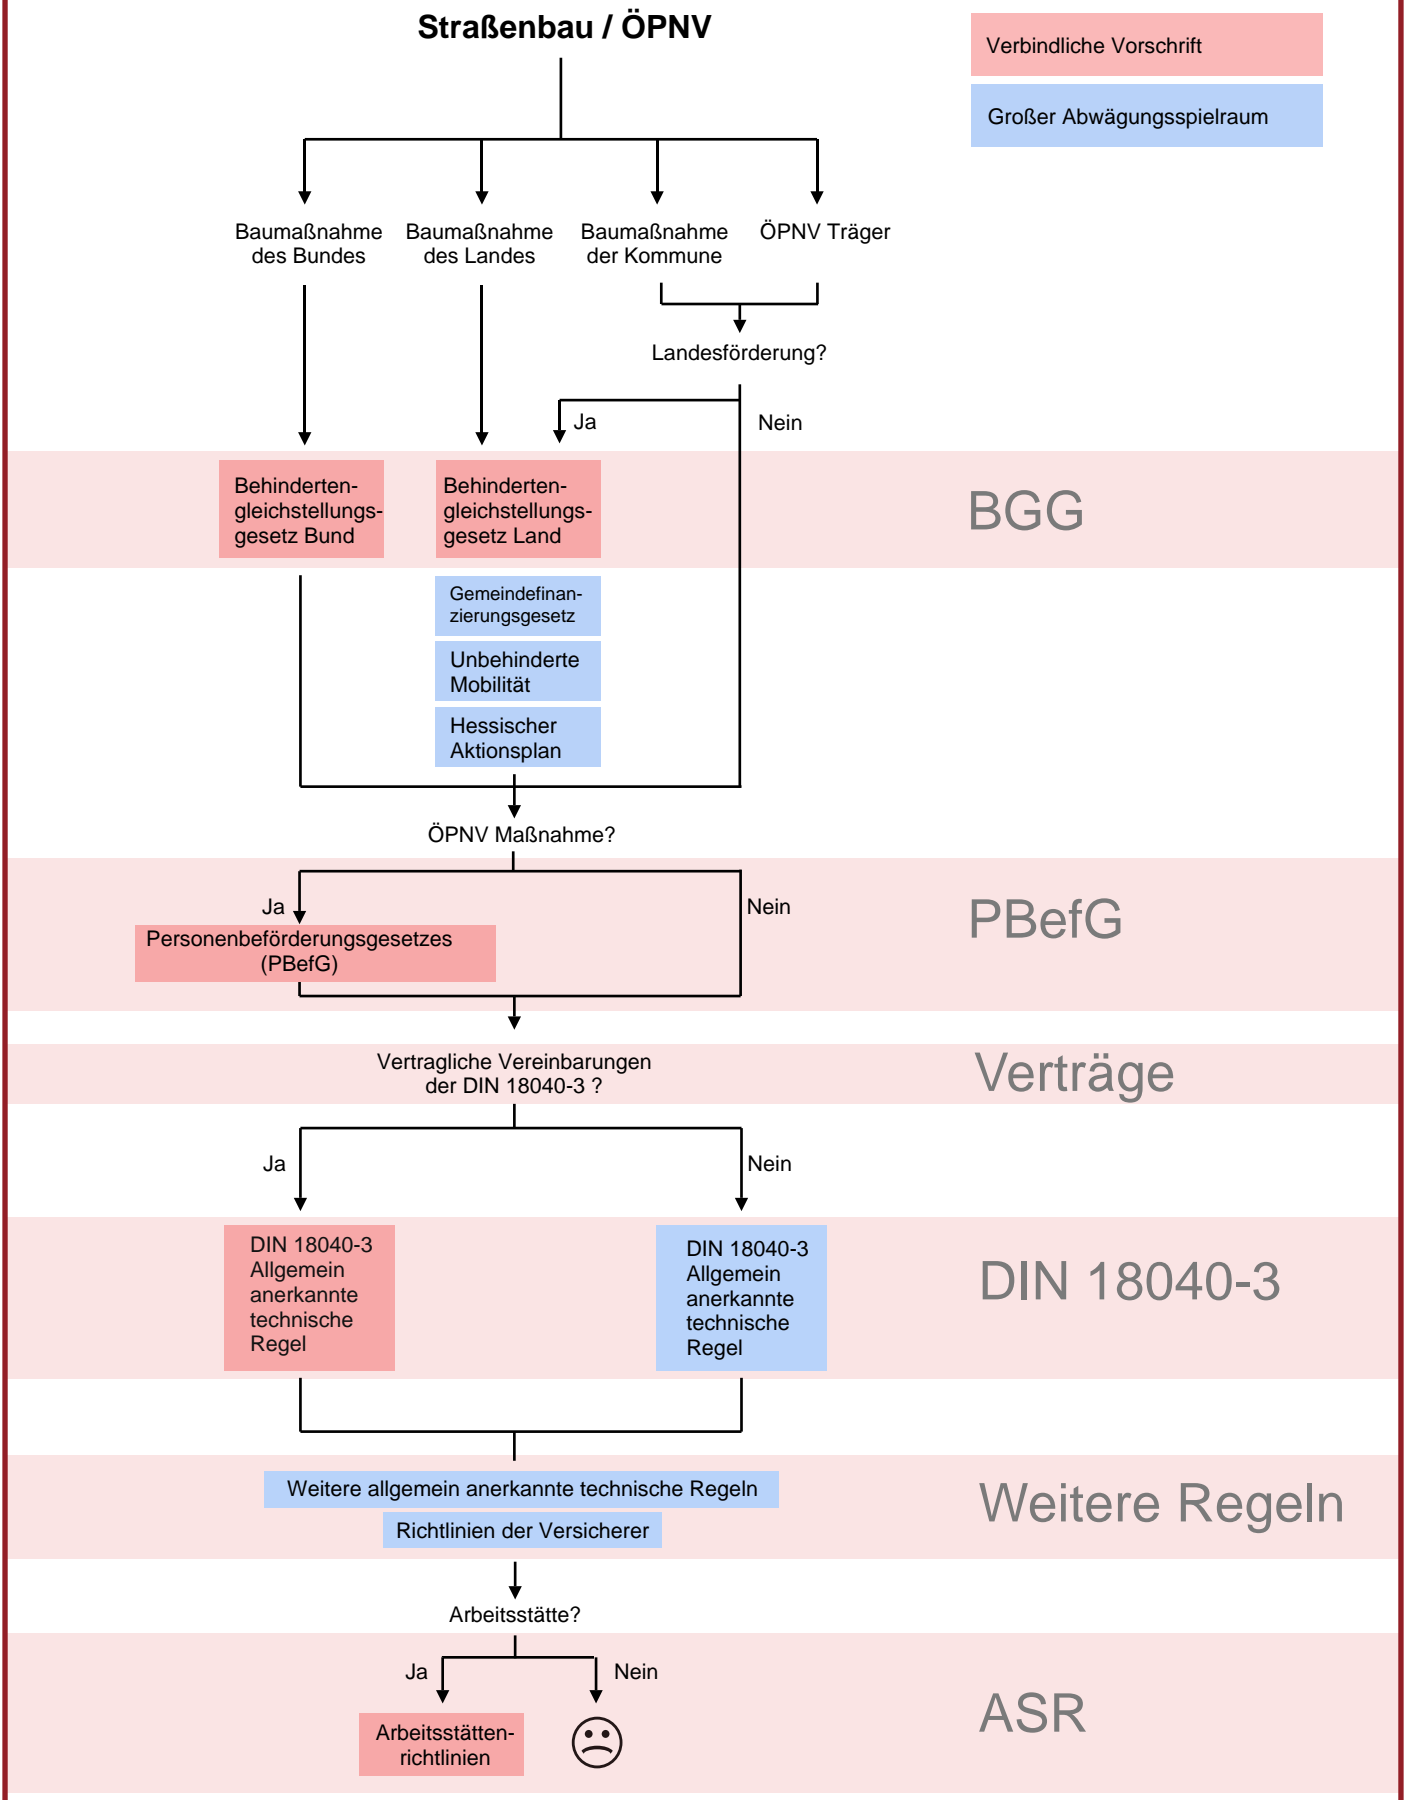 Straßenbau / ÖPNV
Verbindliche Vorschrift
Großer Abwägungsspielraum
Baumaßnahme
des Bundes
Baumaßnahme
des Landes
Baumaßnahme
der Kommune
ÖPNV Träger
Landesförderung?
Ja
Nein
Behinderten-
gleichstellungs-
gesetz Bund
Behinderten-
gleichstellungs-
gesetz Land
BGG
Gemeindefinan-
zierungsgesetz
Unbehinderte
Mobilität
Hessischer
Aktionsplan
ÖPNV Maßnahme?
Ja
Nein
PBefG
Personenbeförderungsgesetzes
(PBefG)
Vertragliche Vereinbarungen
der DIN 18040-3 ?
Verträge
Ja
Nein
DIN 18040-3
Allgemein
anerkannte
technische
Regel
DIN 18040-3
Allgemein
anerkannte
technische
Regel
DIN 18040-3
Weitere allgemein anerkannte technische Regeln
Richtlinien der Versicherer
Weitere Regeln
Arbeitsstätte?
Ja
Nein
Arbeitsstätten-
richtlinien
ASR